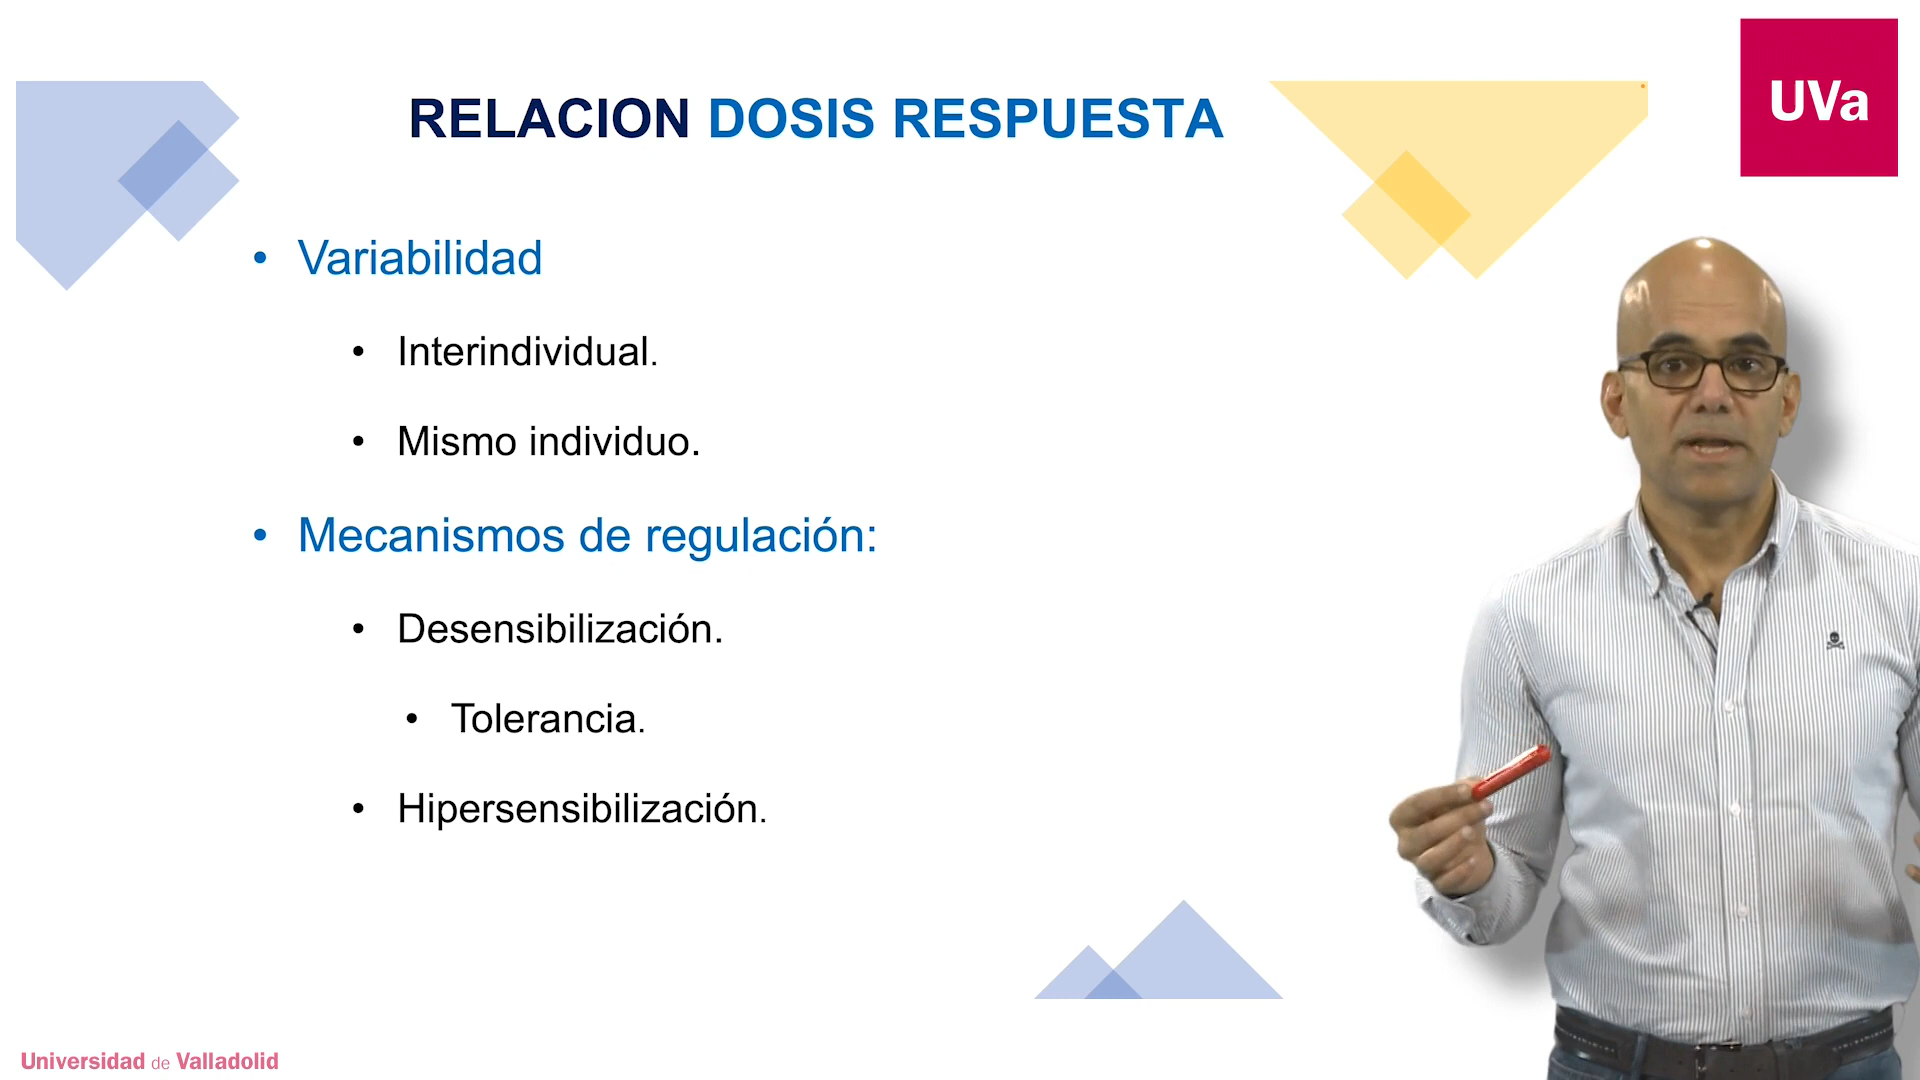 RELACION DOSIS RESPUESTA
UVa
• Variabilidad
• Interindividual.
• Mismo individuo.
• Mecanismos de regulación:
• Desensibilización.
• Tolerancia.
• Hipersensibilización.
Universidad de Valladolid